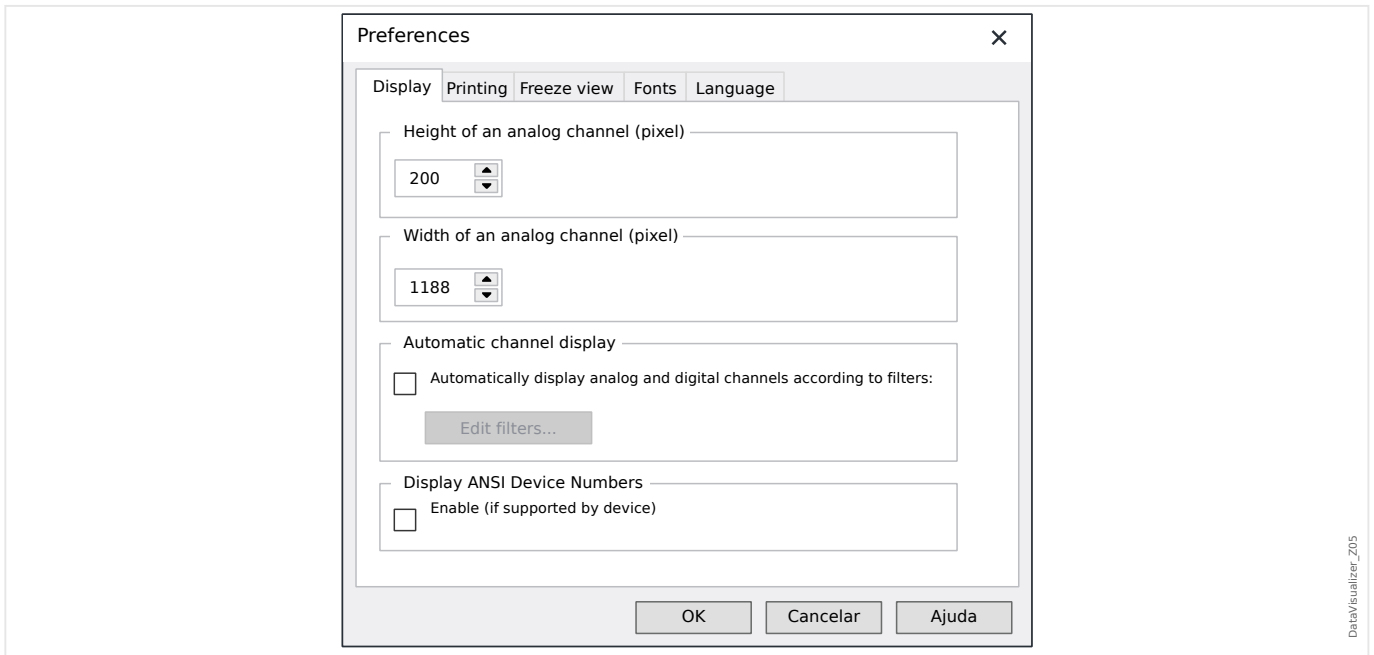 Preferences
Display Printing Freeze view Fonts Language
Height of an analog channel (pixel)
200
Width of an analog channel (pixel)
1188
Automatic channel display
Automatically display analog and digital channels according to filters:
Edit filters...
Display ANSI Device Numbers
Enable (if supported by device)
OK Cancelar Ajuda
DataVisualizer_Z05